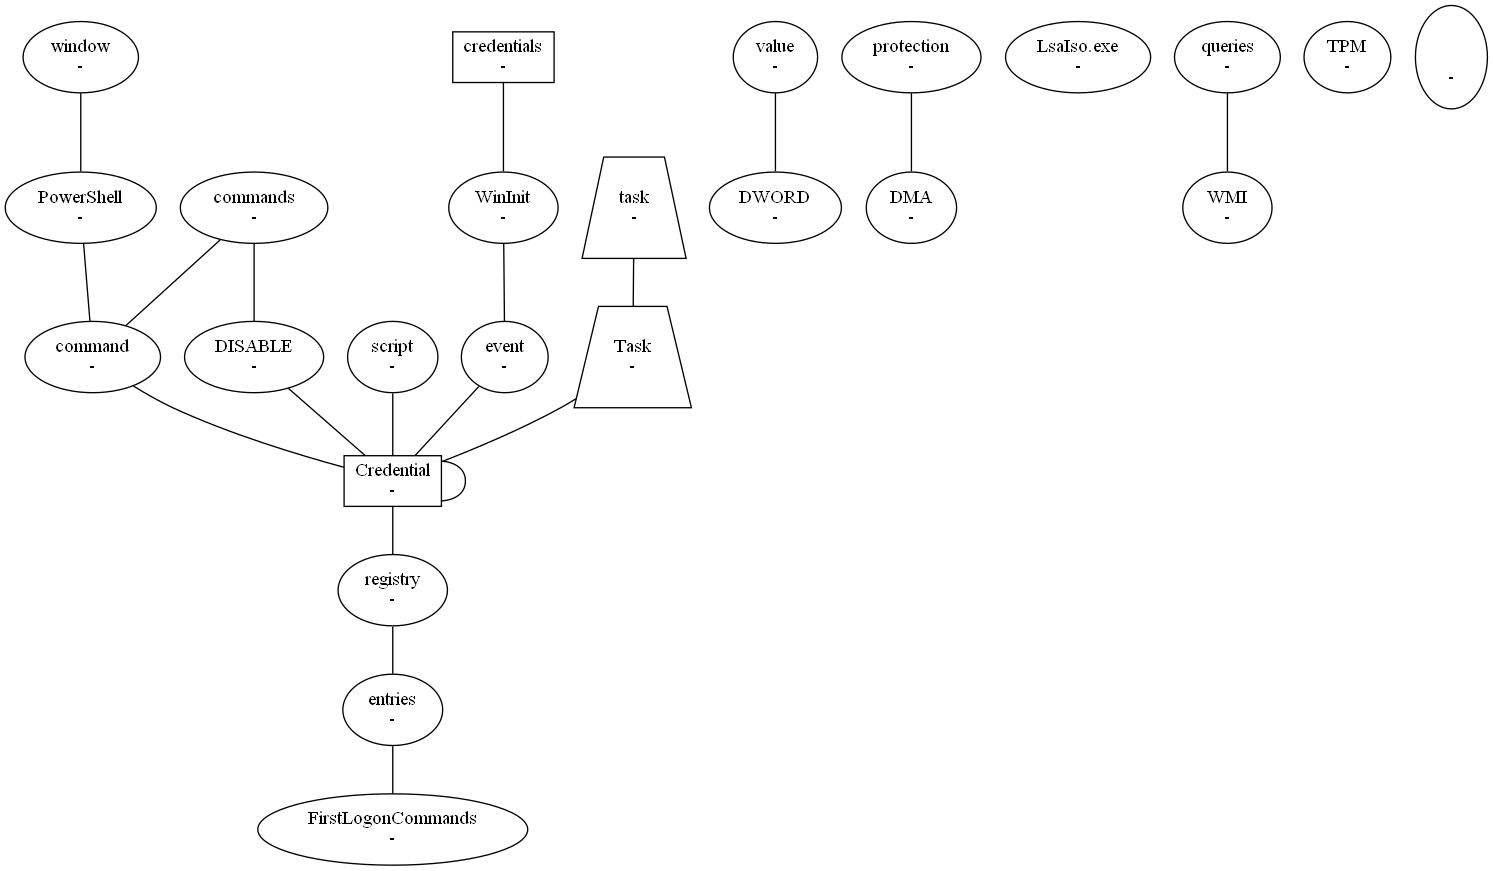 window
-
credentials
-
value
-
protection
-
LsaIso.exe
-
queries
-
TPM
-
-
PowerShell
-
commands
-
WinInit
-
task
-
DWORD
-
DMA
-
WMI
-
command
-
DISABLE
-
script
-
event
-
Task
-
Credential
-
registry
-
entries
-
FirstLogonCommands
-